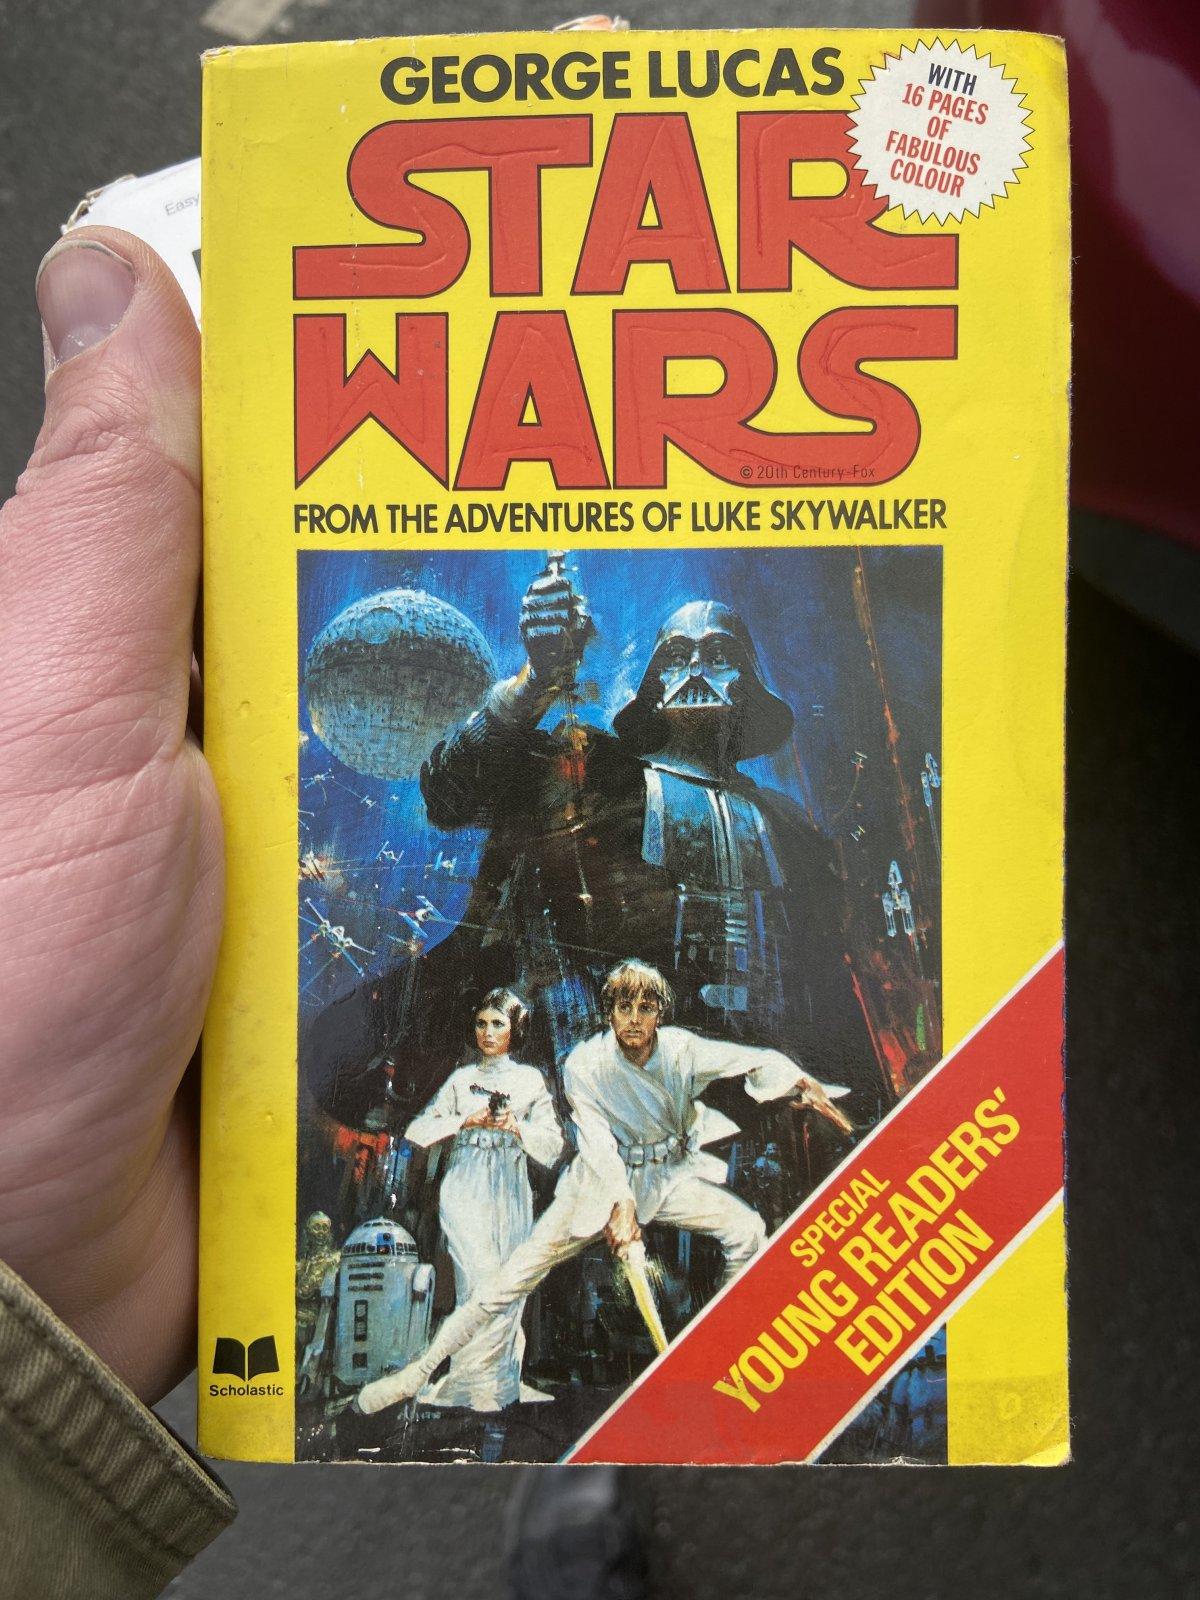 GEORGE LUCAS
WITH
16 PAGES
OF
FABULOUS
COLOUR
STAR
WARS
© 20th Century-Fox
FROM THE ADVENTURES OF LUKE SKYWALKER
SPECIAL
YOUNG READERS'
EDITION
Scholastic
Easy